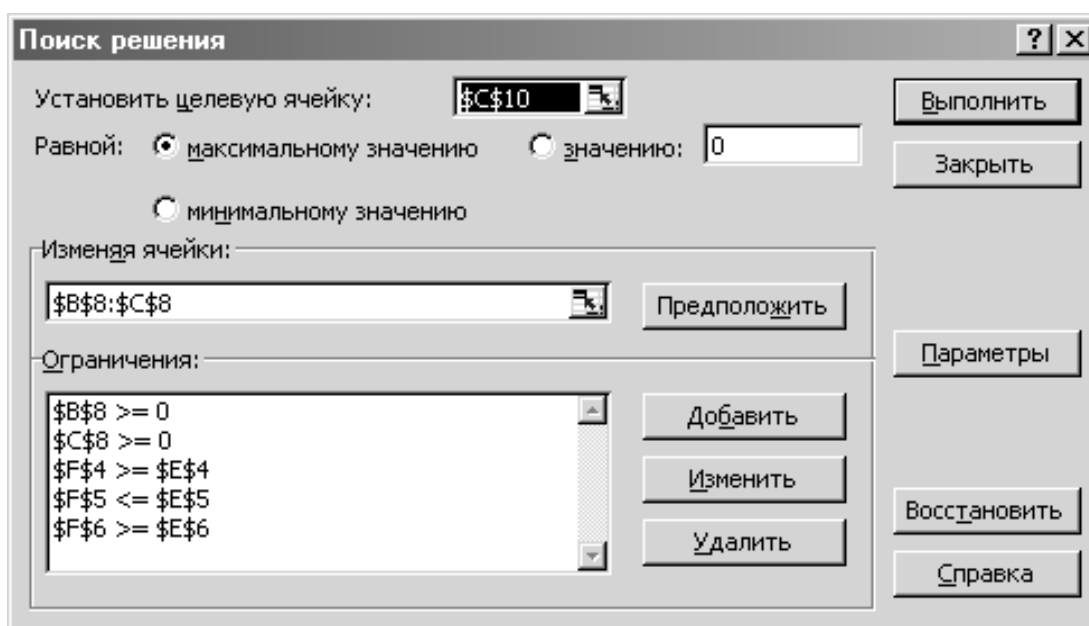 Поиск решения
Установить целевую ячейку: $C$10
Выполнить
Равной: максимальному значению значению: 0
Закрыть
минимальному значению
Изменяя ячейки:
$B$8:$C$8
Предположить
Параметры
Ограничения:
$B$8 >= 0
$C$8 >= 0
$F$4 >= $E$4
$F$5 <= $E$5
$F$6 >= $E$6
Добавить
Изменить
Удалить
Восстановить
Справка